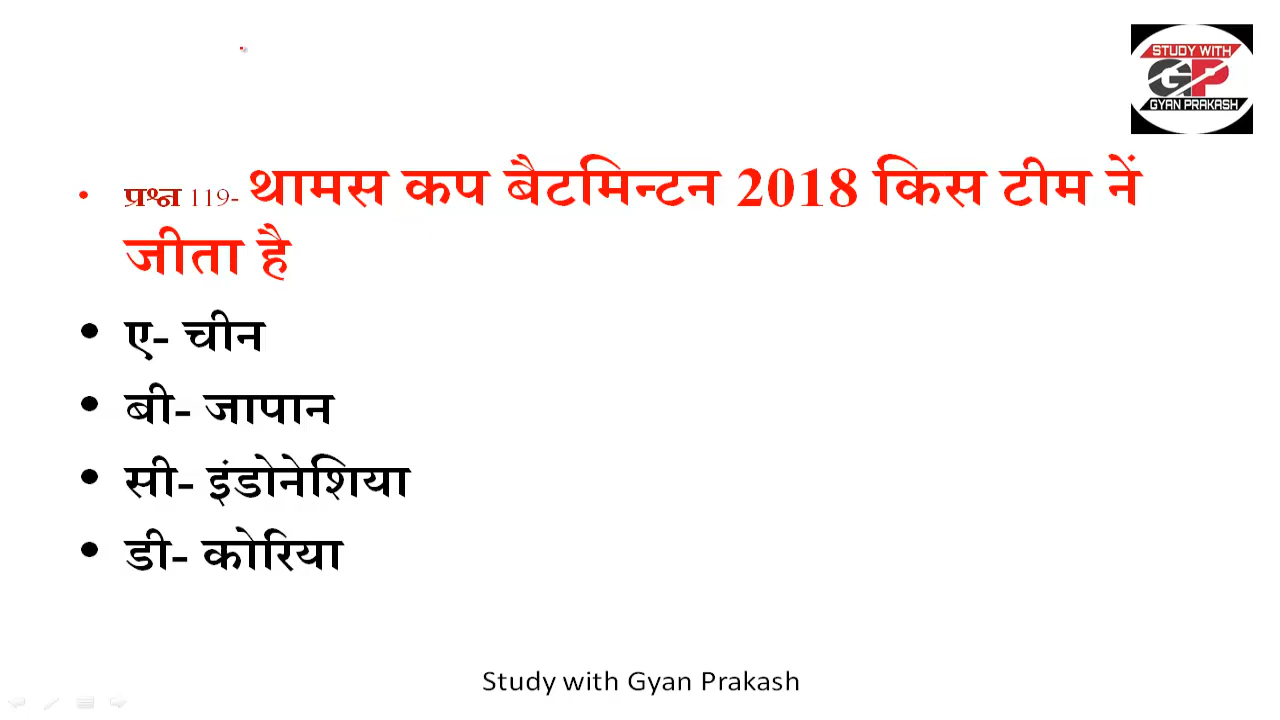 STUDY WITH
GP
GYAN PRAKASH
• प्रश्न 119- थामस कप बैटमिन्टन 2018 किस टीम नें
जीता है
• ए- चीन
• बी- जापान
• सी- इंडोनेशिया
• डी- कोरिया
Study with Gyan Prakash